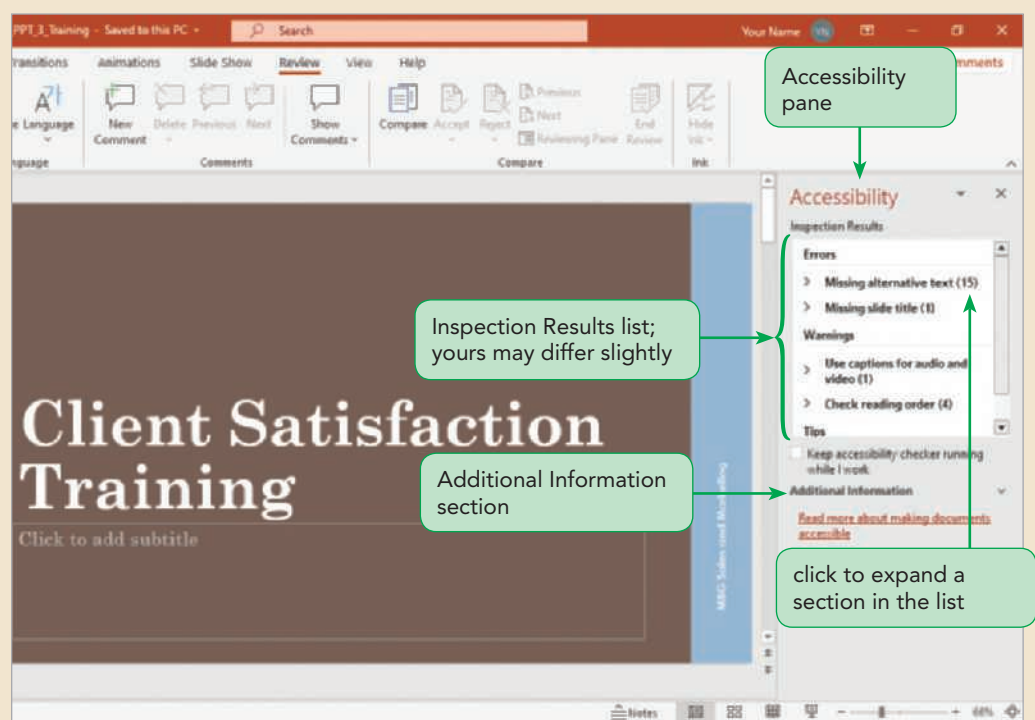 PPT_3_Training - Saved to this PC
Search
Your Name
YN
Transitions Animations Slide Show Review View Help
Comments
Language
New Comment
Delete Previous Next
Show Comments
Compare Accept Reject
Previous
Next
Reviewing Pane
End Review
Hide Ink
Comments
Compare
Ink
Accessibility
pane
Accessibility
Inspection Results
Errors
Missing alternative text (15)
Missing slide title (1)
Warnings
Use captions for audio and
video (1)
Check reading order (4)
Tips
Keep accessibility checker running
while I work
Additional Information
Read more about making documents
accessible
Inspection Results list;
yours may differ slightly
Additional Information
section
click to expand a
section in the list
Client Satisfaction
Training
Click to add subtitle
Notes
66%